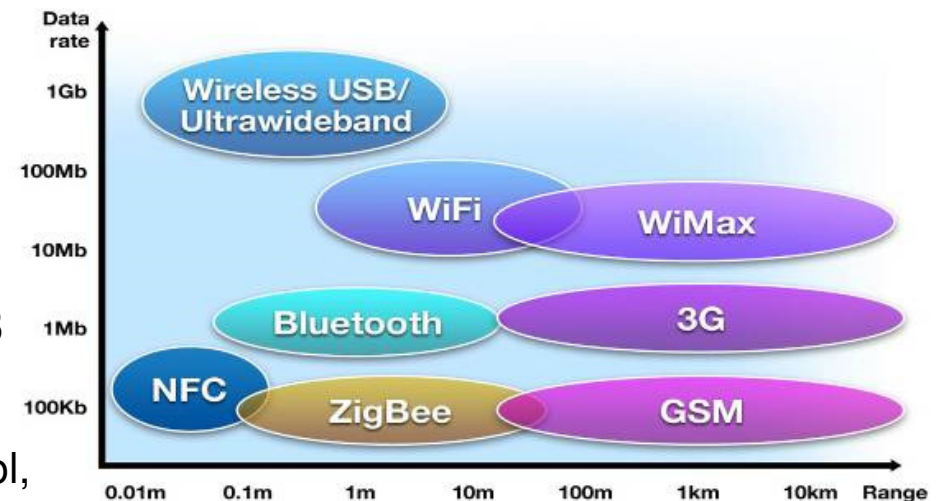 Data
rate
1Gb
Wireless USB/
Ultrawideband
100Mb
WiFi
WiMax
10Mb
Bluetooth
3G
1Mb
NFC
ZigBee
GSM
100Kb
ol,
0.01m 0.1m 1m 10m 100m 1km 10km Range